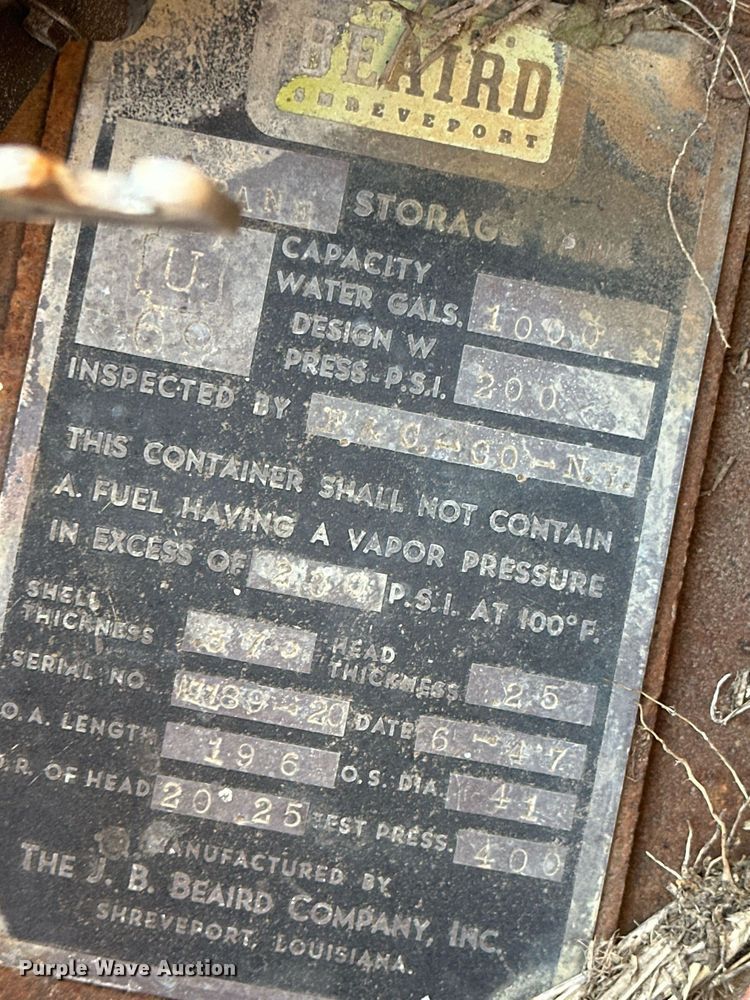 BEAIRD
SHREVEPORT
STORAGE
U
69
CAPACITY
WATER GALS. 1000
DESIGN W
PRESS-P.S.I. 200
INSPECTED BY CO-N.Y.
THIS CONTAINER SHALL NOT CONTAIN
A FUEL HAVING A VAPOR PRESSURE
IN EXCESS OF P.S.I. AT 100°F.
SHELL THICKNESS HEAD THICKNESS 25
SERIAL NO. DATE 6-47
O.A. LENGTH 196 O.S. DIA. 41
OF HEAD 20.25 TEST PRESS. 400
MANUFACTURED BY
THE J. B. BEAIRD COMPANY, INC.
SHREVEPORT, LOUISIANA.
Purple Wave Auction